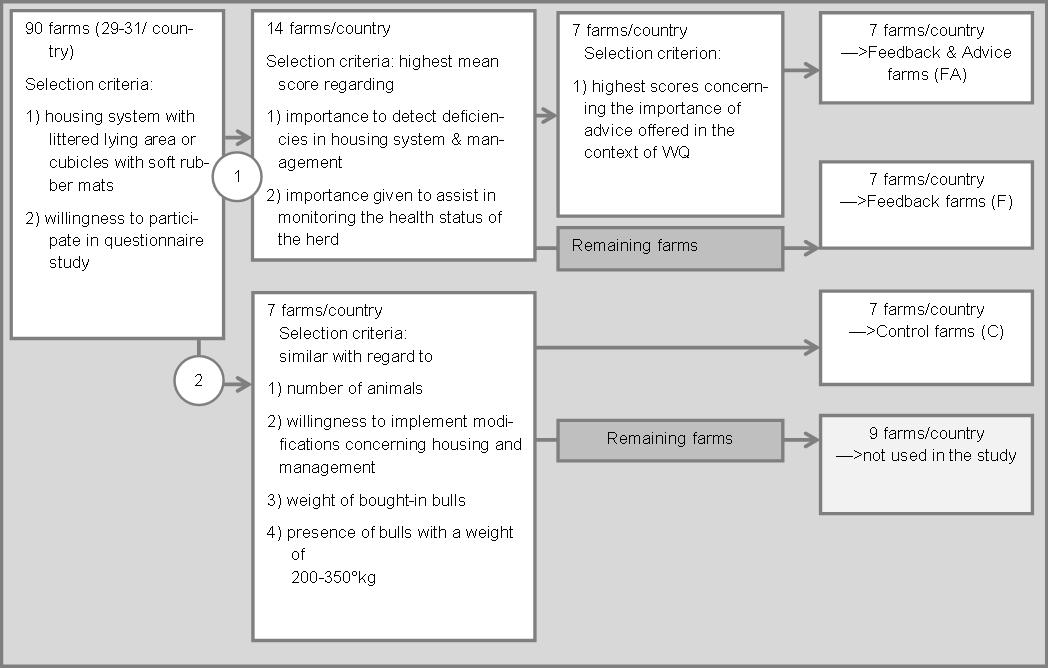 90 farms (29-31/ coun-
try)
Selection criteria:
1) housing system with
littered lying area or
cubicles with soft rub-
ber mats
2) willingness to partici-
pate in questionnaire
study
1
2
14 farms/country
Selection criteria: highest mean
score regarding
1) importance to detect deficien-
cies in housing system & man-
agement
2) importance given to assist in
monitoring the health status of
the herd
7 farms/country
Selection criterion:
1) highest scores concern-
ing the importance of
advice offered in the
context of WQ
Remaining farms
7 farms/country
—>Feedback & Advice
farms (FA)
7 farms/country
—>Feedback farms (F)
7 farms/country
Selection criteria:
similar with regard to
1) number of animals
2) willingness to implement modi-
fications concerning housing and
management
3) weight of bought-in bulls
4) presence of bulls with a weight
of
200-350°kg
Remaining farms
7 farms/country
—>Control farms (C)
9 farms/country
—>not used in the study